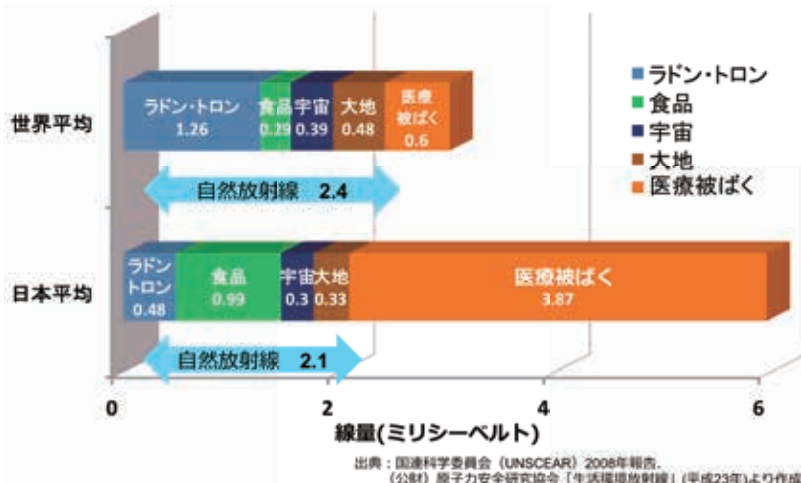 世界平均
ラドン・トロン
1.26
食品
0.29
宇宙
0.39
大地
0.48
医療
被ばく
0.6
自然放射線 2.4
日本平均
ラドン
トロン
0.48
食品
0.99
宇宙
0.3
大地
0.33
医療被ばく
3.87
自然放射線 2.1
0 2 4 6
線量(ミリシーベルト)
ラドン・トロン
食品
宇宙
大地
医療被ばく
出典:国連科学委員会（UNSCEAR）2008年報告,
（公財）原子力安全研究協会「生活環境放射線」(平成23年)より作成